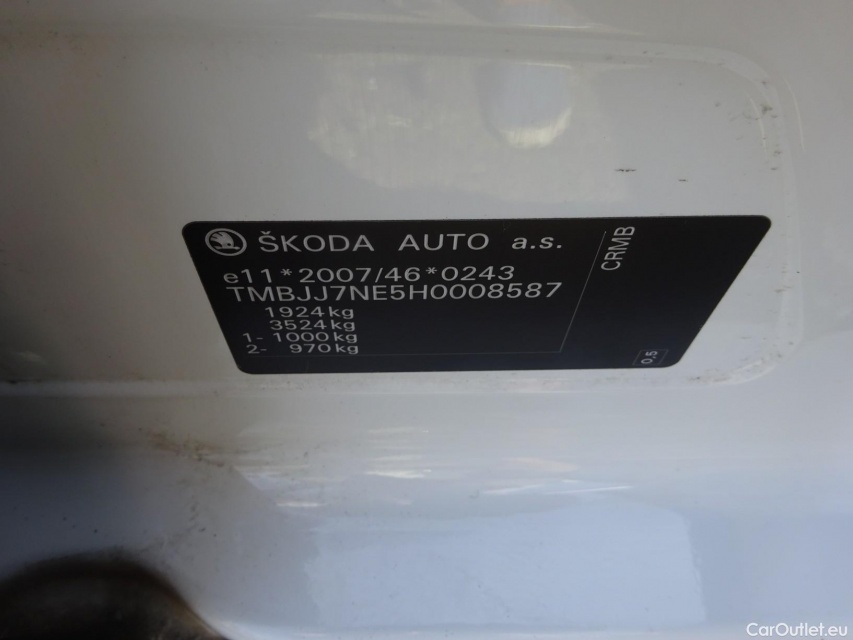 ŠKODA AUTO a.s.
e11*2007/46*0243
TMBJJ7NE5H0008587
1924kg
3524kg
1- 1000kg
2- 970kg
CRMB
0.5
CarOutlet.eu